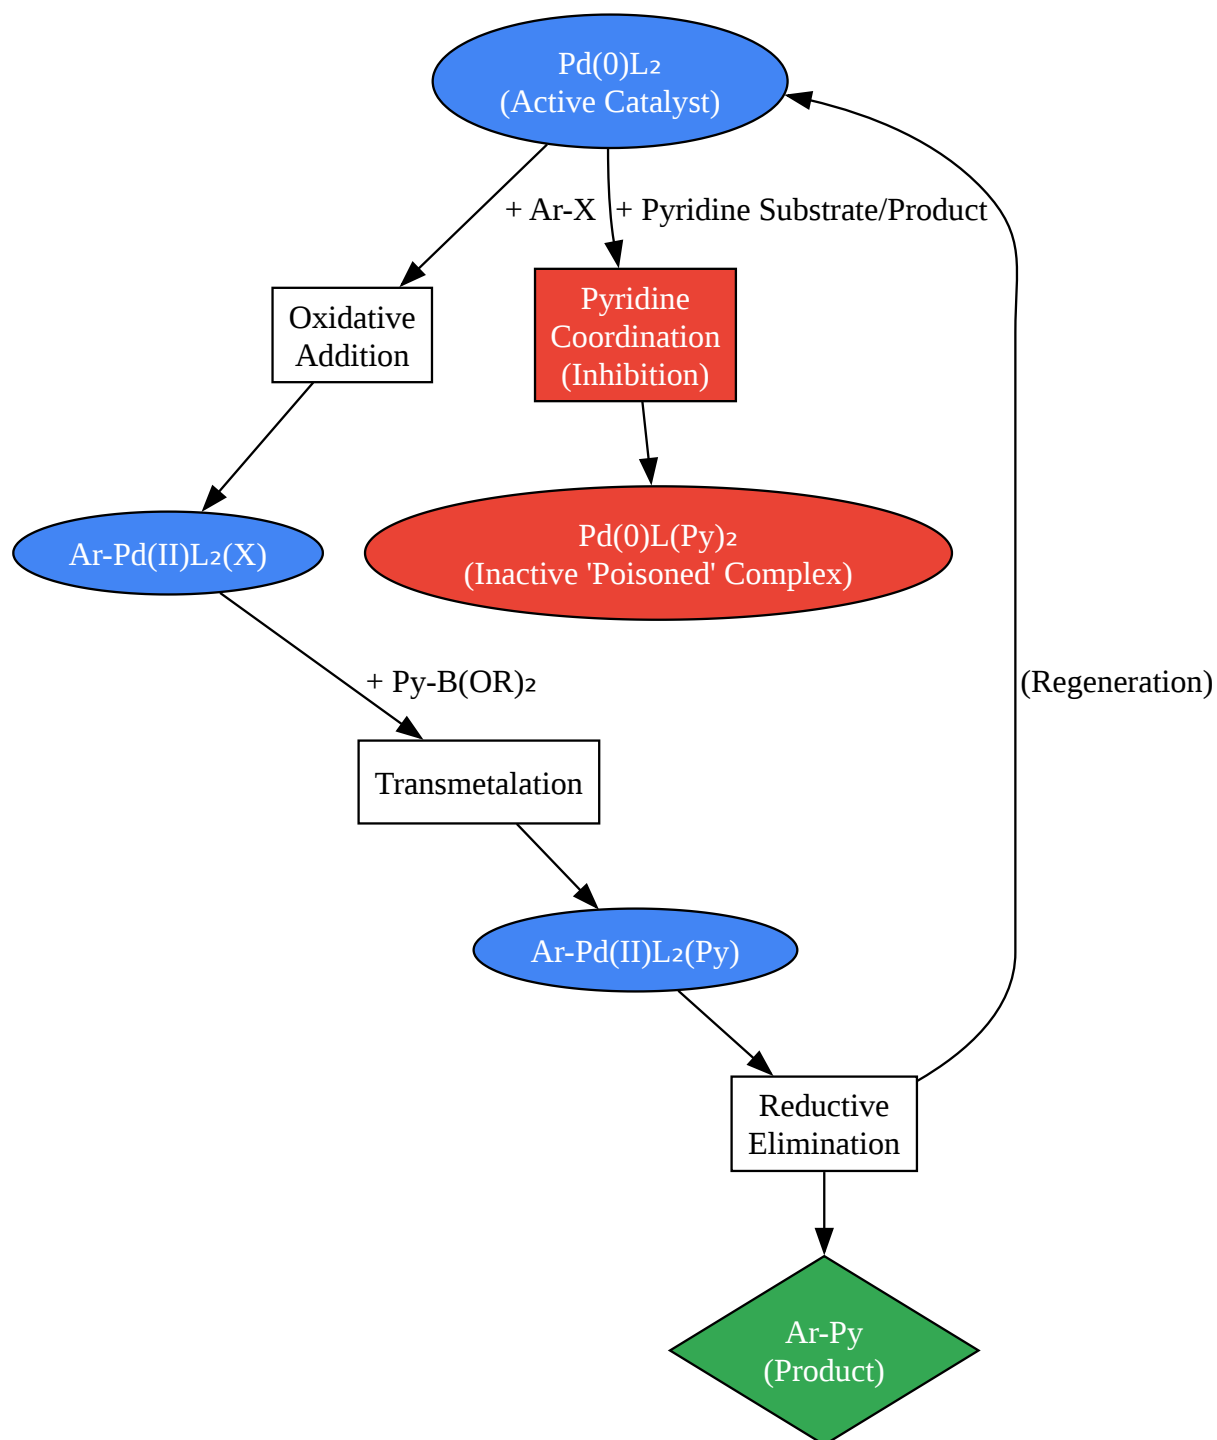 Pd(0)L₂
(Active Catalyst)
+ Ar-X
+ Pyridine Substrate/Product
Oxidative
Addition
Pyridine
Coordination
(Inhibition)
Ar-Pd(II)L₂(X)
Pd(0)L(Py)₂
(Inactive 'Poisoned' Complex)
+ Py-B(OR)₂
(Regeneration)
Transmetalation
Ar-Pd(II)L₂(Py)
Reductive
Elimination
Ar-Py
(Product)